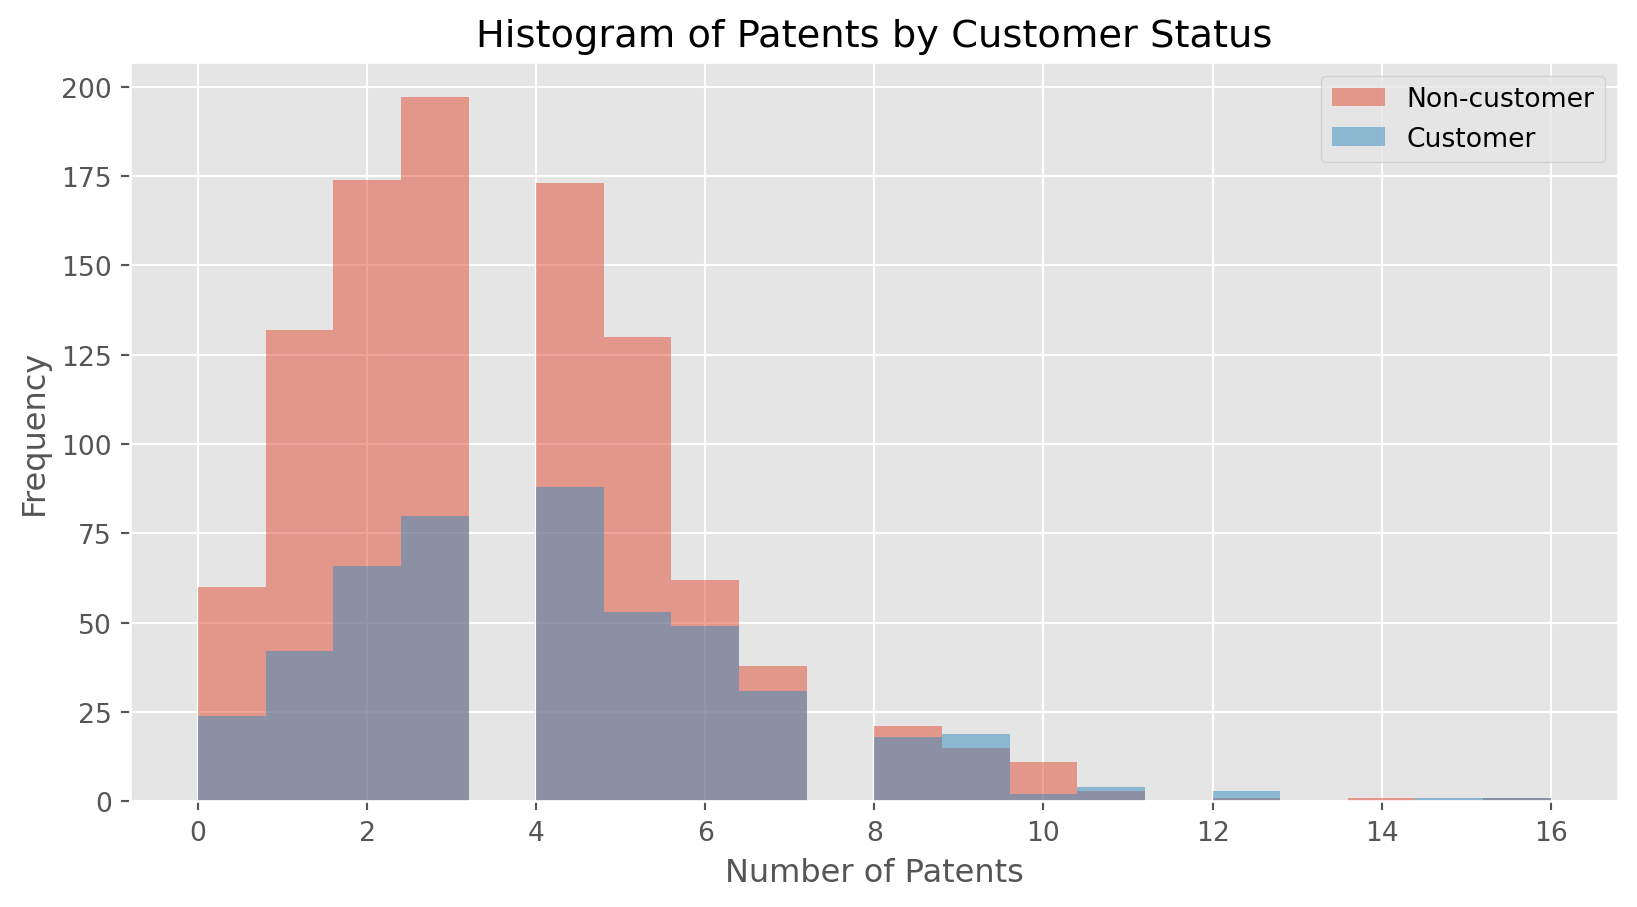 Histogram of Patents by Customer Status
Non-customer
Customer
200
175
150
125
100
75
50
25
0
Frequency
0 2 4 6 8 10 12 14 16
Number of Patents